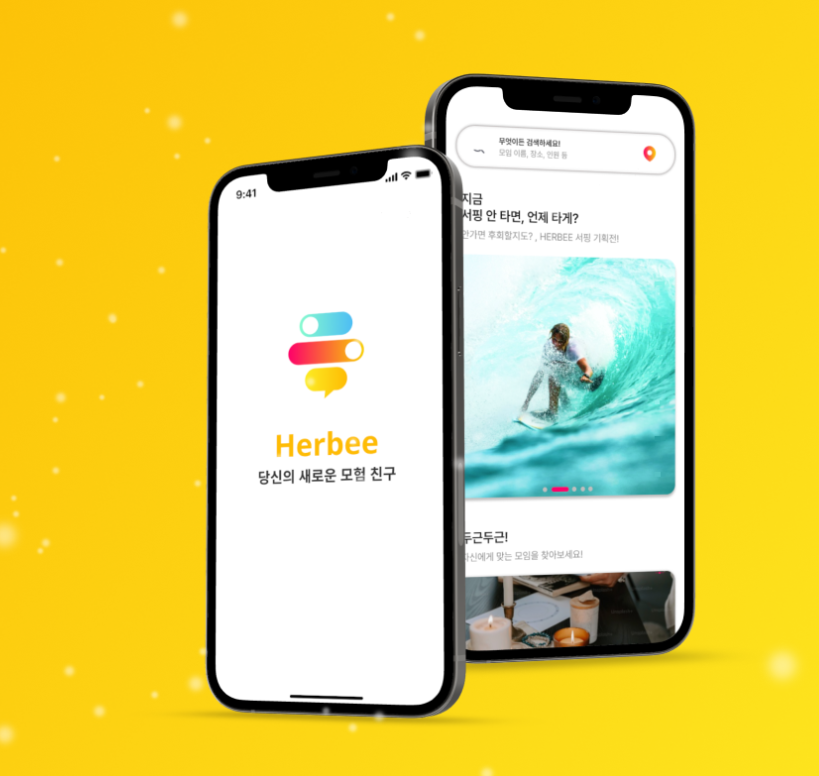 9:41
Herbee
당신의 새로운 모험 친구
무엇이든 검색하세요!
모임 이름, 장소, 인원 등
지금
서핑 안 타면, 언제 타게?
안가면 후회할지도? , HERBEE 서핑 기획전!
두근두근!
자신에게 맞는 모임을 찾아보세요!